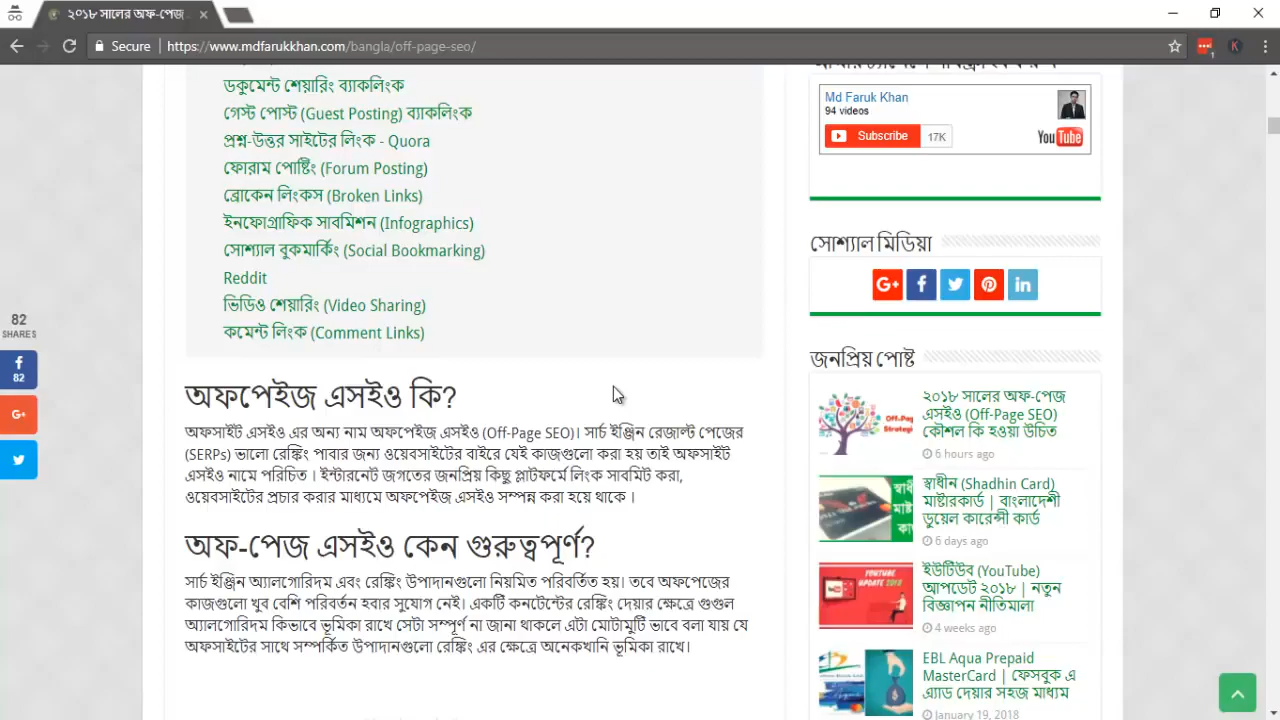 ২০১৮ সালের অফ-পেজ
Secure
https://www.mdfarukkhan.com/bangla/off-page-seo/
ডকুমেন্ট শেয়ারিং ব্যাকলিংক
গেস্ট পোস্ট (Guest Posting) ব্যাকলিংক
প্রশ্ন-উত্তর সাইটের লিংক - Quora
ফোরাম পোষ্টিং (Forum Posting)
ব্রোকেন লিংকস (Broken Links)
ইনফোগ্রাফিক সাবমিশন (Infographics)
সোশ্যাল বুকমার্কিং (Social Bookmarking)
Reddit
ভিডিও শেয়ারিং (Video Sharing)
কমেন্ট লিংক (Comment Links)
82
SHARES
82
G+
অফপেইজ এসইও কি?
অফসাইট এসইও এর অন্য নাম অফপেইজ এসইও (Off-Page SEO)। সার্চ ইঞ্জিন রেজাল্ট পেজের
(SERPs) ভালো রেঙ্কিং পাবার জন্য ওয়েবসাইটের বাইরে যেই কাজগুলো করা হয় তাই অফসাইট
এসইও নামে পরিচিত । ইন্টারনেট জগতের জনপ্রিয় কিছু প্লাটফর্মে লিংক সাবমিট করা,
ওয়েবসাইটের প্রচার করার মাধ্যমে অফপেইজ এসইও সম্পন্ন করা হয়ে থাকে ।
অফ-পেজ এসইও কেন গুরুত্বপূর্ণ?
সার্চ ইঞ্জিন অ্যালগোরিদম এবং রেঙ্কিং উপাদানগুলো নিয়মিত পরিবর্তিত হয়। তবে অফপেজের
কাজগুলো খুব বেশি পরিবর্তন হবার সুযোগ নেই। একটি কনটেন্টের রেঙ্কিং দেয়ার ক্ষেত্রে গুগুল
অ্যালগোরিদম কিভাবে ভূমিকা রাখে সেটা সম্পূর্ণ না জানা থাকলে এটা মোটামুটি ভাবে বলা যায় যে
অফসাইটের সাথে সম্পর্কিত উপাদানগুলো রেঙ্কিং এর ক্ষেত্রে অনেকখানি ভূমিকা রাখে।
Md Faruk Khan
94 videos
Subscribe
17K
YouTube
সোশ্যাল মিডিয়া
G+
জনপ্রিয় পোষ্ট
২০১৮ সালের অফ-পেজ
এসইও (Off-Page SEO)
কৌশল কি হওয়া উচিত
6 hours ago
স্বাধীন (Shadhin Card)
মাষ্টারকার্ড | বাংলাদেশী
ডুয়েল কারেন্সী কার্ড
6 days ago
YOUTUBE
UPDATE 2018
ইউটিউব (YouTube)
আপডেট ২০১৮ | নতুন
বিজ্ঞাপন নীতিমালা
4 weeks ago
EBL Aqua Prepaid
MasterCard | ফেসবুক এ
এ্যাড দেয়ার সহজ মাধ্যম
January 19, 2018